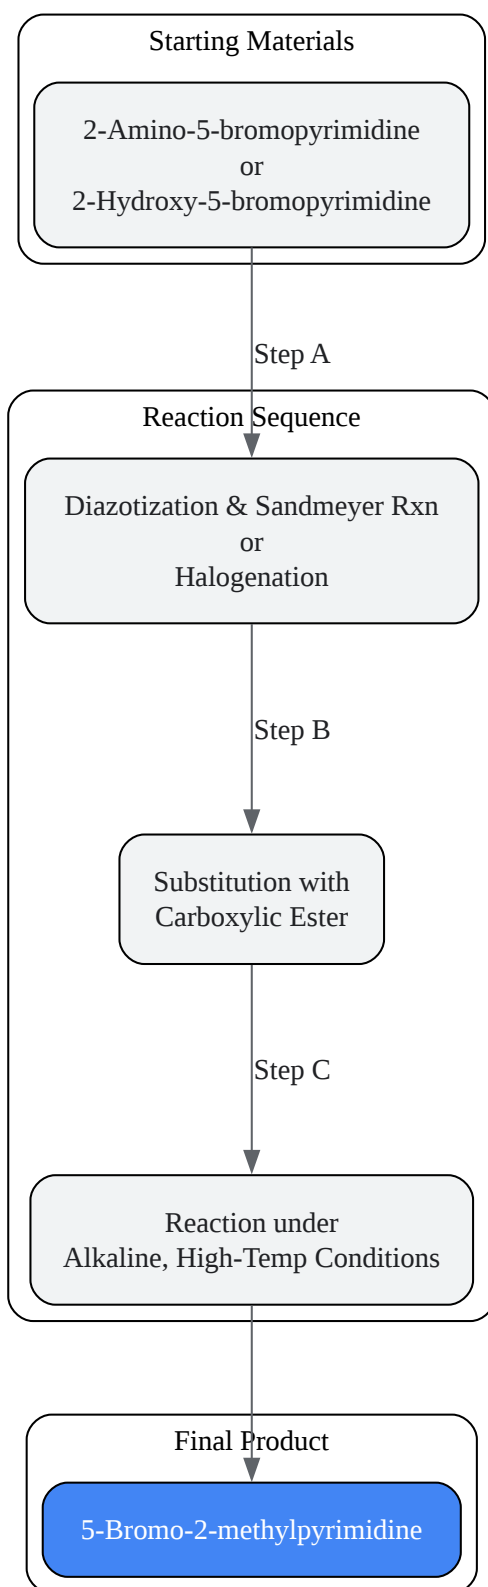 Starting Materials
2-Amino-5-bromopyrimidine
or
2-Hydroxy-5-bromopyrimidine
Step A
Reaction Sequence
Diazotization & Sandmeyer Rxn
or
Halogenation
Step B
Substitution with
Carboxylic Ester
Step C
Reaction under
Alkaline, High-Temp Conditions
Final Product
5-Bromo-2-methylpyrimidine